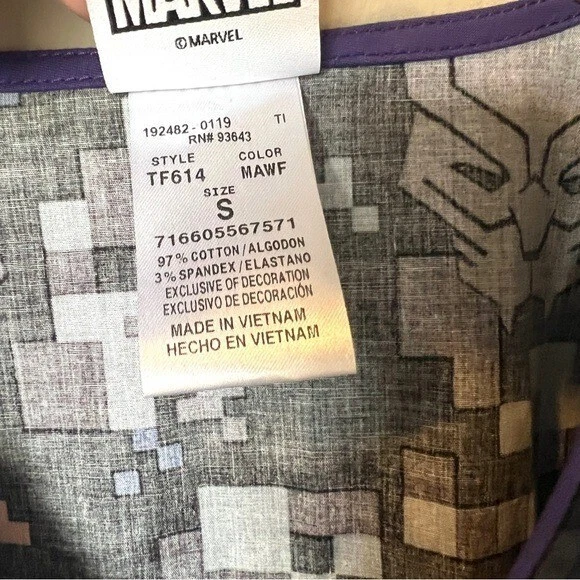 MARVEL
© MARVEL
192482-0119 TI
RN# 93643
STYLE COLOR
TF614 MAWF
SIZE
S
716605567571
97% COTTON / ALGODON
3% SPANDEX / ELASTANO
EXCLUSIVE OF DECORATION
EXCLUSIVO DE DECORACIÓN
MADE IN VIETNAM
HECHO EN VIETNAM